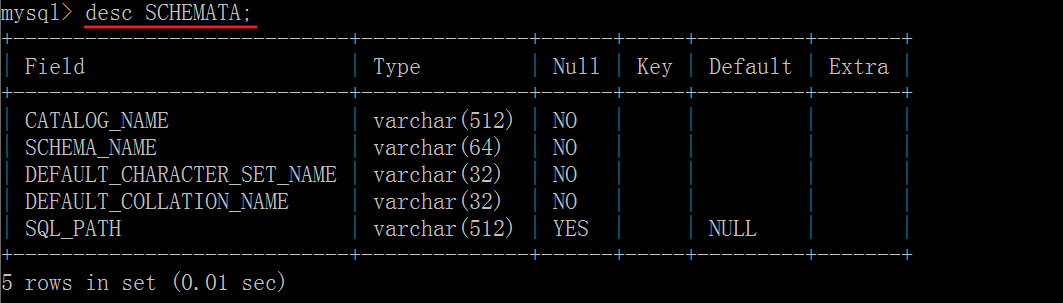 mysql> desc SCHEMATA;
+----------------------------+--------------+------+-----+---------+-------+
| Field                      | Type         | Null | Key | Default | Extra |
+----------------------------+--------------+------+-----+---------+-------+
| CATALOG_NAME               | varchar(512) | NO   |     |         |       |
| SCHEMA_NAME                | varchar(64)  | NO   |     |         |       |
| DEFAULT_CHARACTER_SET_NAME | varchar(32)  | NO   |     |         |       |
| DEFAULT_COLLATION_NAME     | varchar(32)  | NO   |     |         |       |
| SQL_PATH                   | varchar(512) | YES  |     | NULL    |       |
+----------------------------+--------------+------+-----+---------+-------+
5 rows in set (0.01 sec)